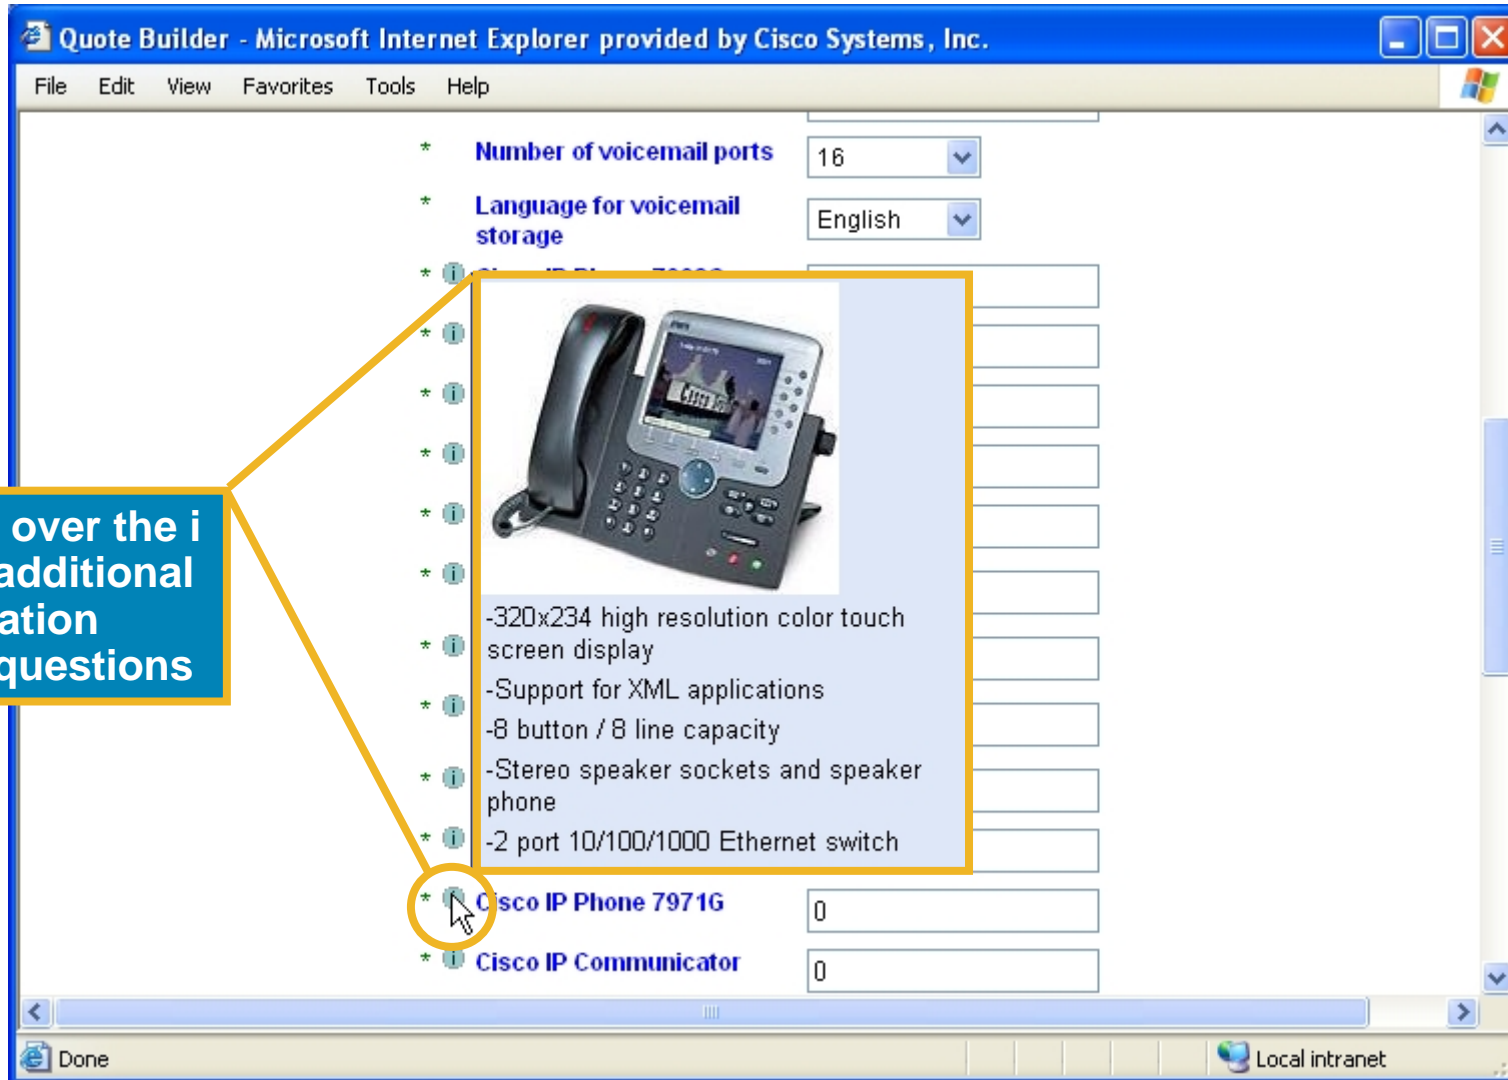 Quote Builder - Microsoft Internet Explorer provided by Cisco Systems, Inc.
File Edit View Favorites Tools Help
* Number of voicemail ports 16
* Language for voicemail
storage
English
* i
* i
* i
* i
* i
* i
* i
* i
* i
* i
over the i
additional
ation
questions
-320x234 high resolution color touch
screen display
-Support for XML applications
-8 button / 8 line capacity
-Stereo speaker sockets and speaker
phone
-2 port 10/100/1000 Ethernet switch
* Cisco IP Phone 7971G 0
* i Cisco IP Communicator 0
Done Local intranet